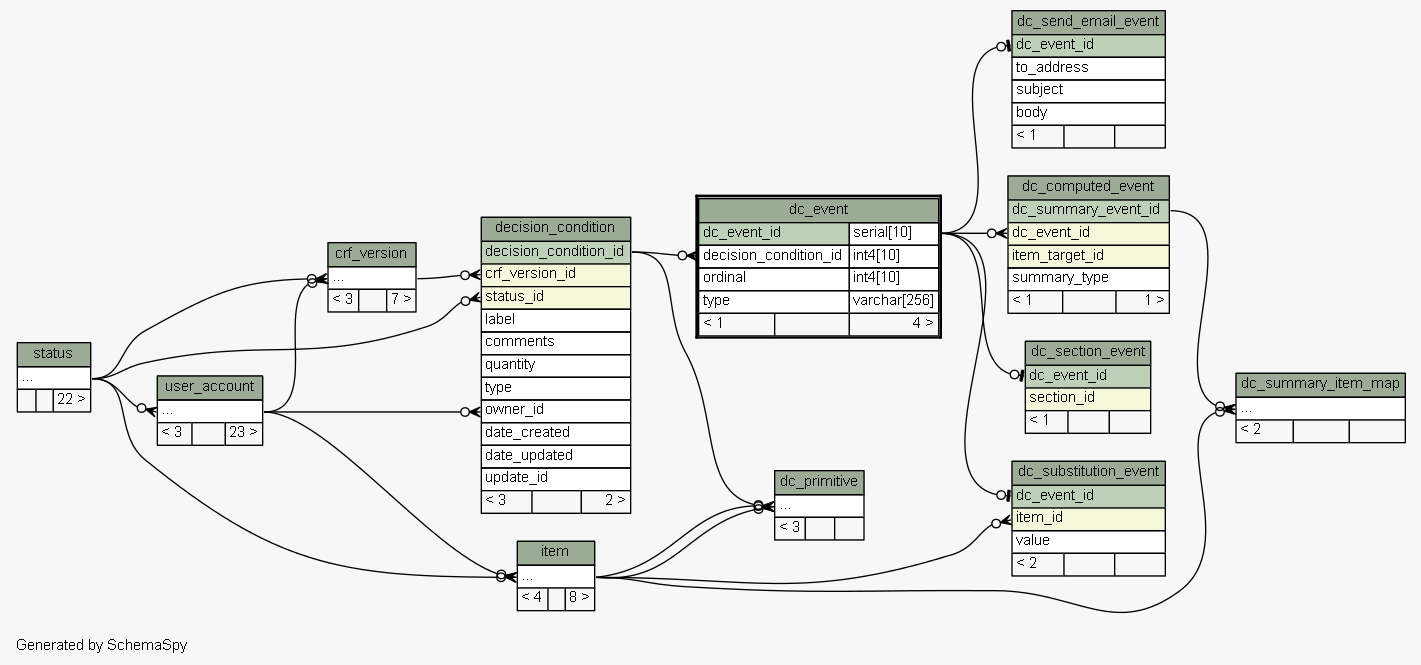 dc_send_email_event
dc_event_id
to_address
subject
body
< 1
dc_computed_event
dc_summary_event_id
dc_event_id
item_target_id
summary_type
< 1 1 >
dc_event
dc_event_id serial[10]
decision_condition_id int4[10]
ordinal int4[10]
type varchar[256]
< 1 4 >
decision_condition
decision_condition_id
crf_version_id
status_id
label
comments
quantity
type
owner_id
date_created
date_updated
update_id
< 3 2 >
crf_version
...
< 3 7 >
status
...
22 >
user_account
...
< 3 23 >
dc_section_event
dc_event_id
section_id
< 1
dc_summary_item_map
...
< 2
dc_substitution_event
dc_event_id
item_id
value
< 2
dc_primitive
...
< 3
item
...
< 4 8 >
Generated by SchemaSpy